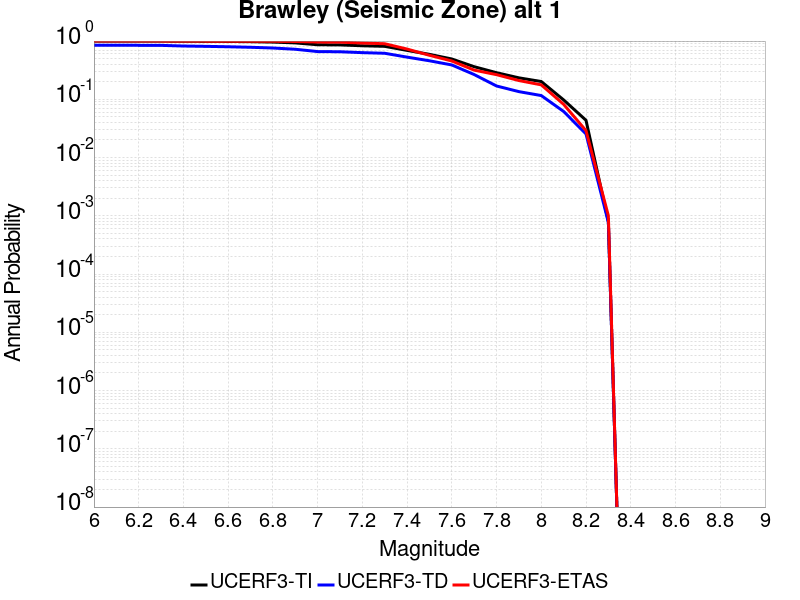 Brawley (Seismic Zone) alt 1
Annual Probability
10^0
10^-1
10^-2
10^-3
10^-4
10^-5
10^-6
10^-7
10^-8
6 6.2 6.4 6.6 6.8 7 7.2 7.4 7.6 7.8 8 8.2 8.4 8.6 8.8 9
Magnitude
UCERF3-TI UCERF3-TD UCERF3-ETAS